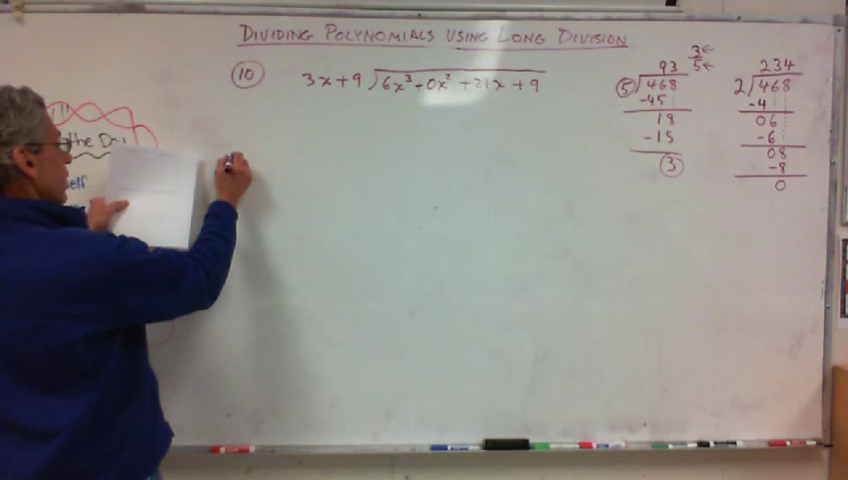 DIVIDING POLYNOMIALS USING LONG DIVISION
10 3x+9 ) 6x³+0x²+21x+9
the
elf
93 3/5
5 ) 468
-45
18
-15
3
234
2 ) 468
-4
06
-6
08
-8
0